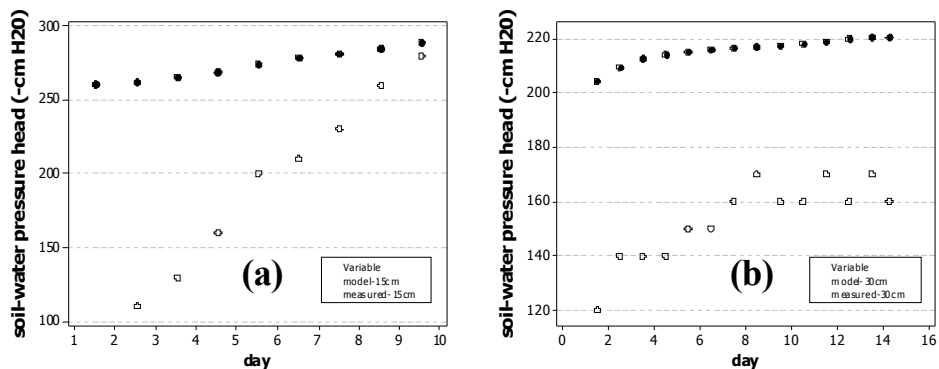 soil-water pressure head (-cm H20)
300
250
200
150
100
1 2 3 4 5 6 7 8 9 10
day
(a)
Variable
model-15cm
measured-15cm
soil-water pressure head (-cm H20)
220
200
180
160
140
120
0 2 4 6 8 10 12 14 16
day
(b)
Variable
model-30cm
measured-30cm